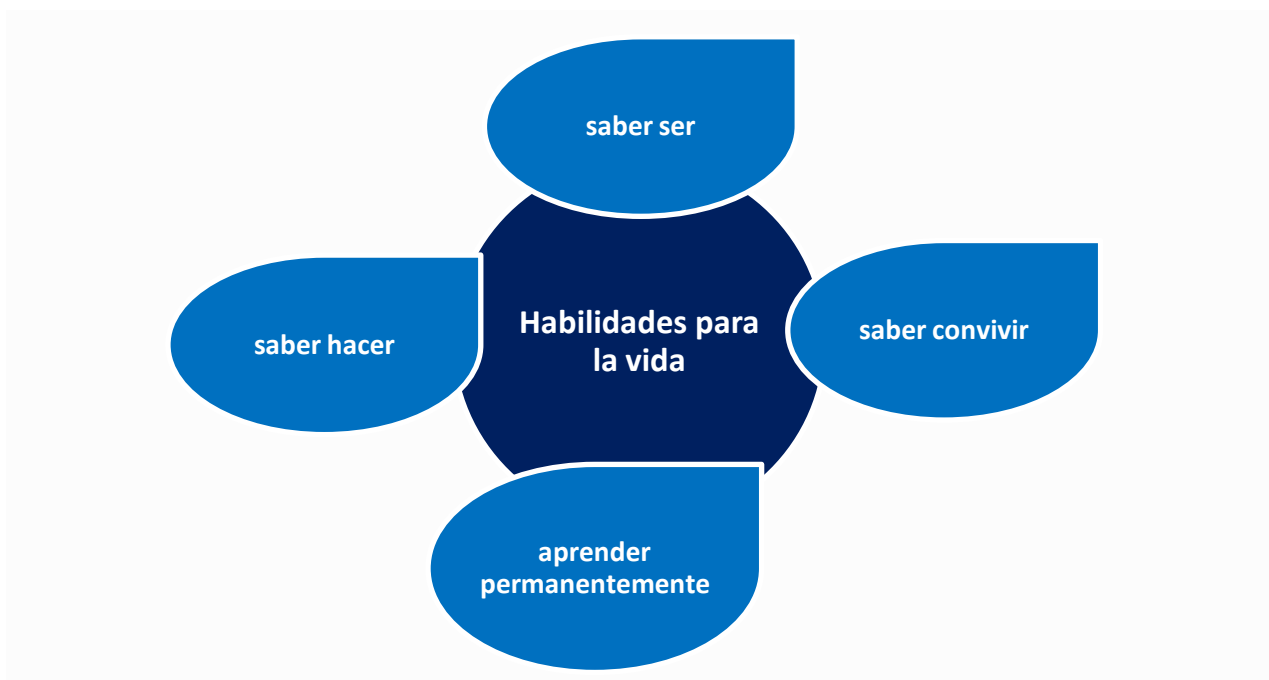 saber ser
saber hacer
Habilidades para
la vida
saber convivir
aprender
permanentemente